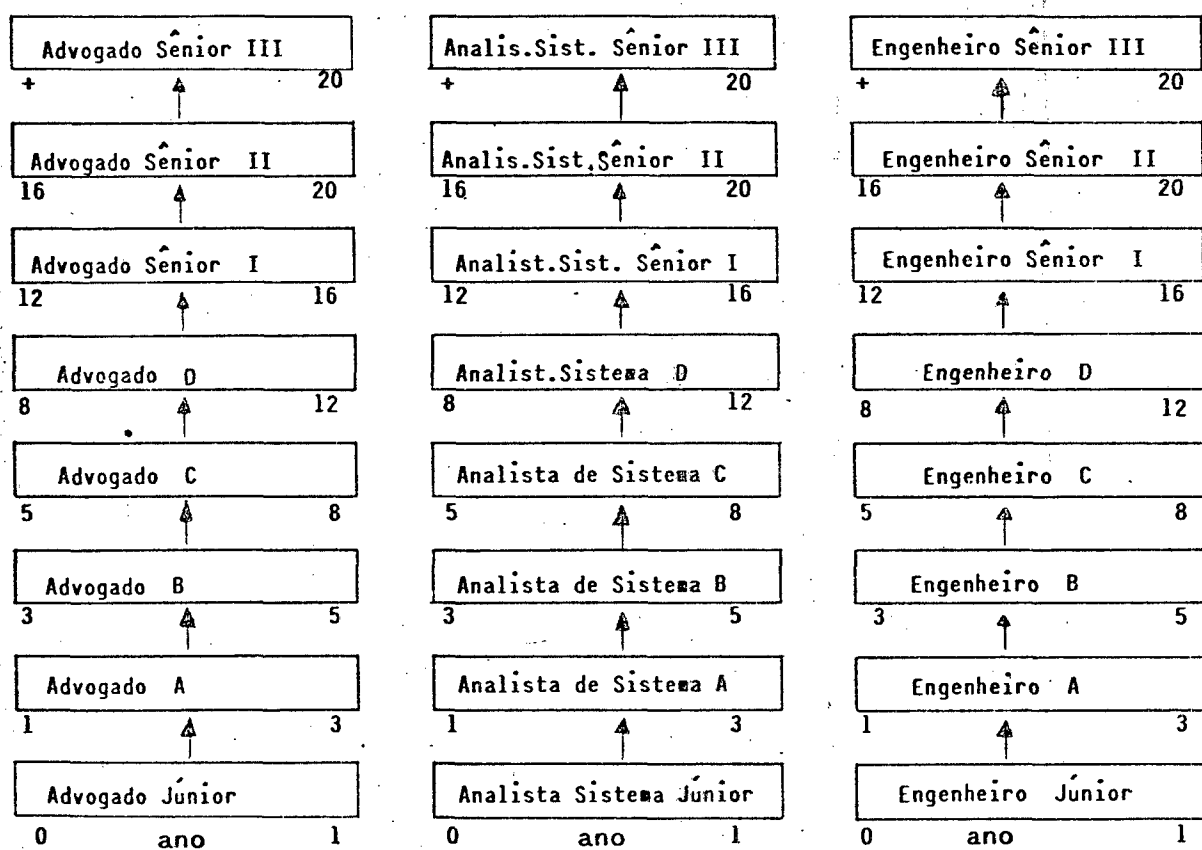 Advogado Sênior III
+ 20
Advogado Sênior II
16 20
Advogado Sênior I
12 16
Advogado D
8 12
Advogado C
5 8
Advogado B
3 5
Advogado A
1 3
Advogado Júnior
0 ano 1
Analis.Sist. Sênior III
+ 20
Analis.Sist.Sênior II
16 20
Analist.Sist. Sênior I
12 16
Analist.Sistema D
8 12
Analista de Sistema C
5 8
Analista de Sistema B
3 5
Analista de Sistema A
1 3
Analista Sistema Júnior
0 ano 1
Engenheiro Sênior III
+ 20
Engenheiro Sênior II
16 20
Engenheiro Sênior I
12 16
Engenheiro D
8 12
Engenheiro C
5 8
Engenheiro B
3 5
Engenheiro A
1 3
Engenheiro Júnior
0 ano 1